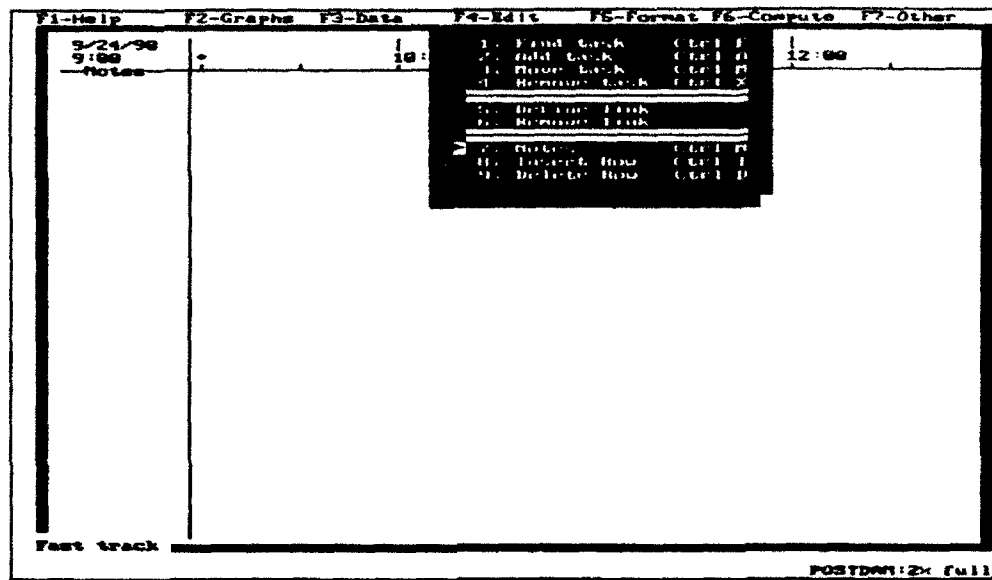 F1-Help F2-Graphs F3-Data F4-Edit F5-Format F6-Compute F7-Other
9/24/90
9:00 10: 12:00
Notes
1. Find task Ctrl F
2. Add task Ctrl A
3. Move task Ctrl M
4. Remove task Ctrl X
5. Define link
6. Remove link
7. Notes Ctrl
8. Insert Row Ctrl I
9. Delete Row Ctrl D
Fast track
POSTDAM:2% full